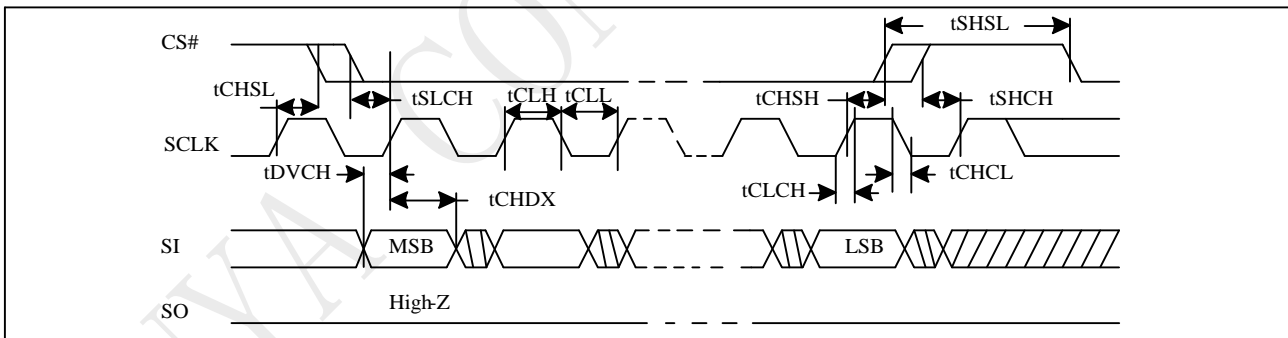 CS#
tSHSL
tCHSL
tSLCH
tCLH
tCLL
tCHSH
tSHCH
SCLK
tDVCH
tCHDX
tCLCH
tCHCL
SI
MSB
LSB
SO
High-Z